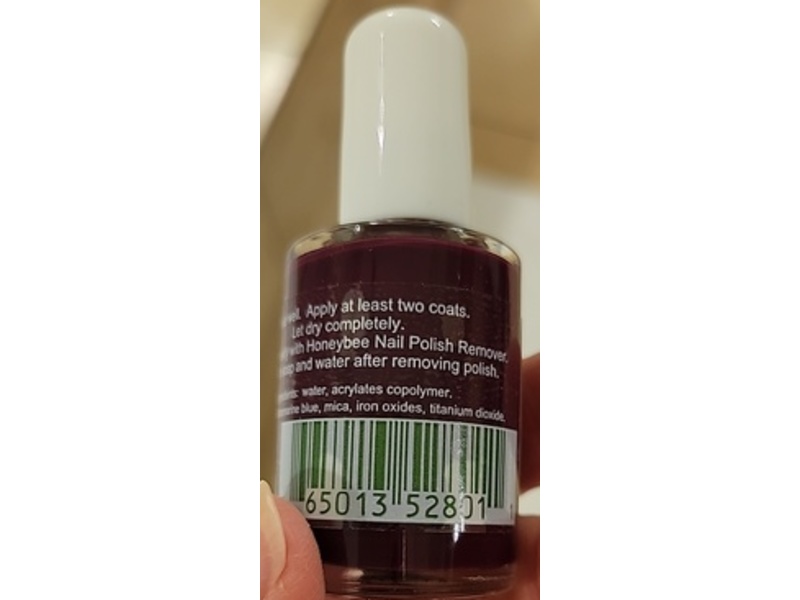 Apply at least two coats.
Let dry completely.
with Honeybee Nail Polish Remover.
and water after removing polish.
water, acrylates copolymer.
blue, mica, iron oxides, titanium dioxide.
65013 52801